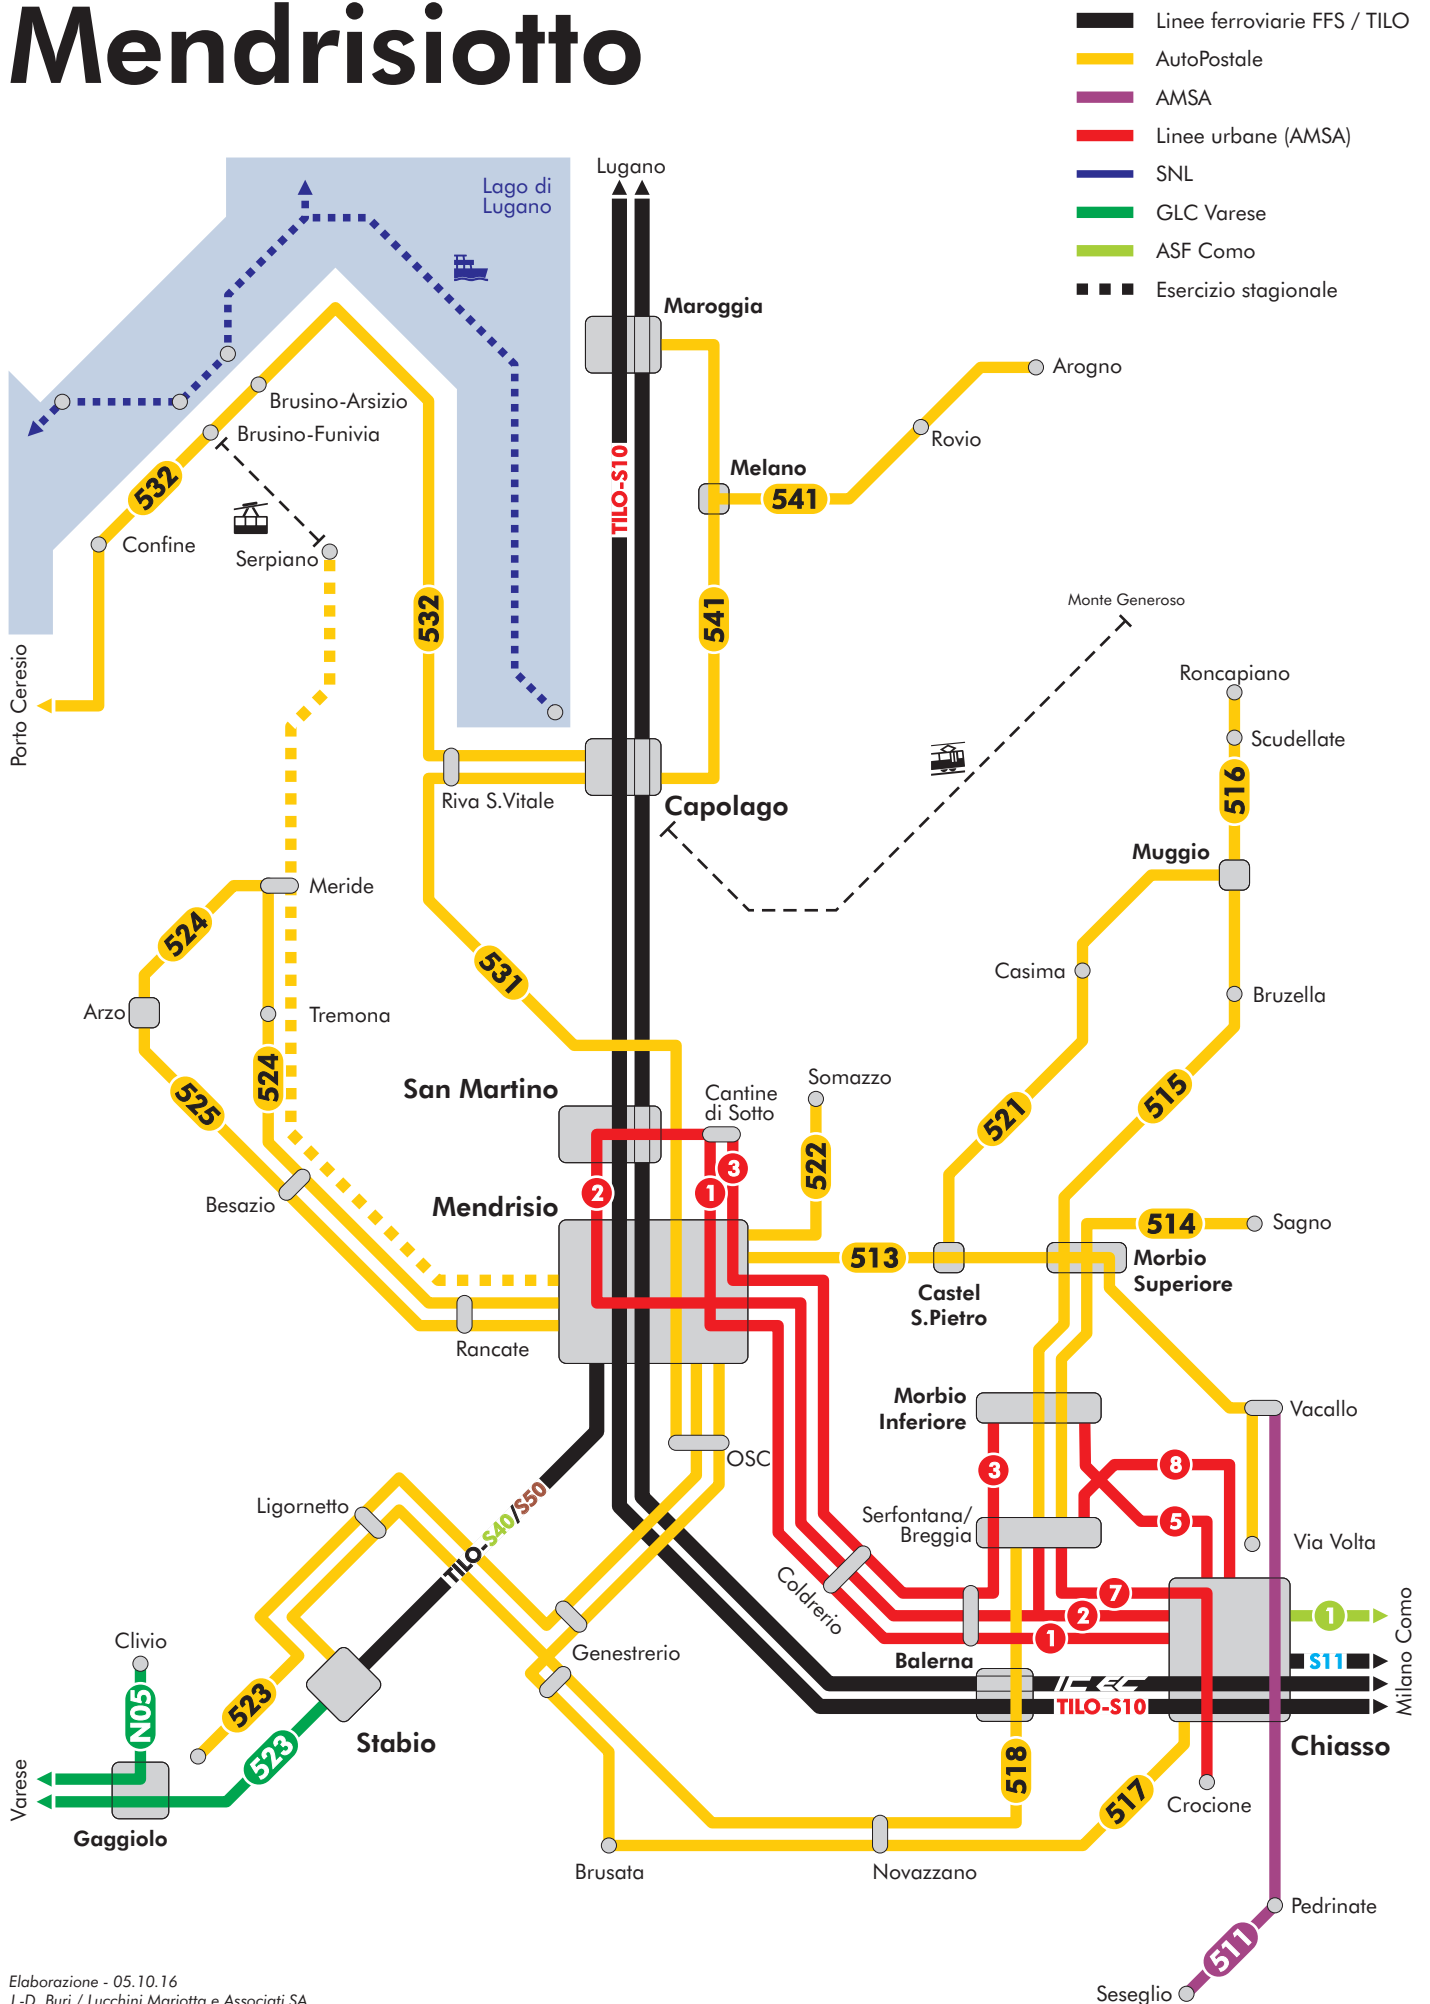 Mendrisiotto
Linee ferroviarie FFS / TILO
AutoPostale
AMSA
Linee urbane (AMSA)
SNL
GLC Varese
ASF Como
Esercizio stagionale
Lugano
Lago di
Lugano
Maroggia
Arogno
Brusino-Arsizio
Brusino-Funivia
Rovio
TILO-S10
Melano
532
541
Confine
Serpiano
532
541
Monte Generoso
Porto Ceresio
Roncapiano
Scudellate
516
Riva S.Vitale
Capolago
Muggio
Meride
524
531
Casima
Bruzella
Arzo
Tremona
524
525
San Martino
Cantine
di Sotto
Somazzo
521
515
522
3
2
1
Besazio
Mendrisio
514
Sagno
513
Morbio
Superiore
Castel
S.Pietro
Rancate
Morbio
Inferiore
Vacallo
OSC
3
8
Ligornetto
TILO-S40/S50
Serfontana/
Breggia
5
Via Volta
Coldrerio
7
2
1
1
Clivio
Genestrerio
Balerna
S11
Milano Como
IC EC
TILO-S10
N05
523
523
Stabio
Chiasso
518
517
Varese
Crocione
Gaggiolo
Brusata
Novazzano
Pedrinate
511
Seseglio
Elaborazione - 05.10.16
J.-D. Buri / Lucchini Mariotta e Associati SA